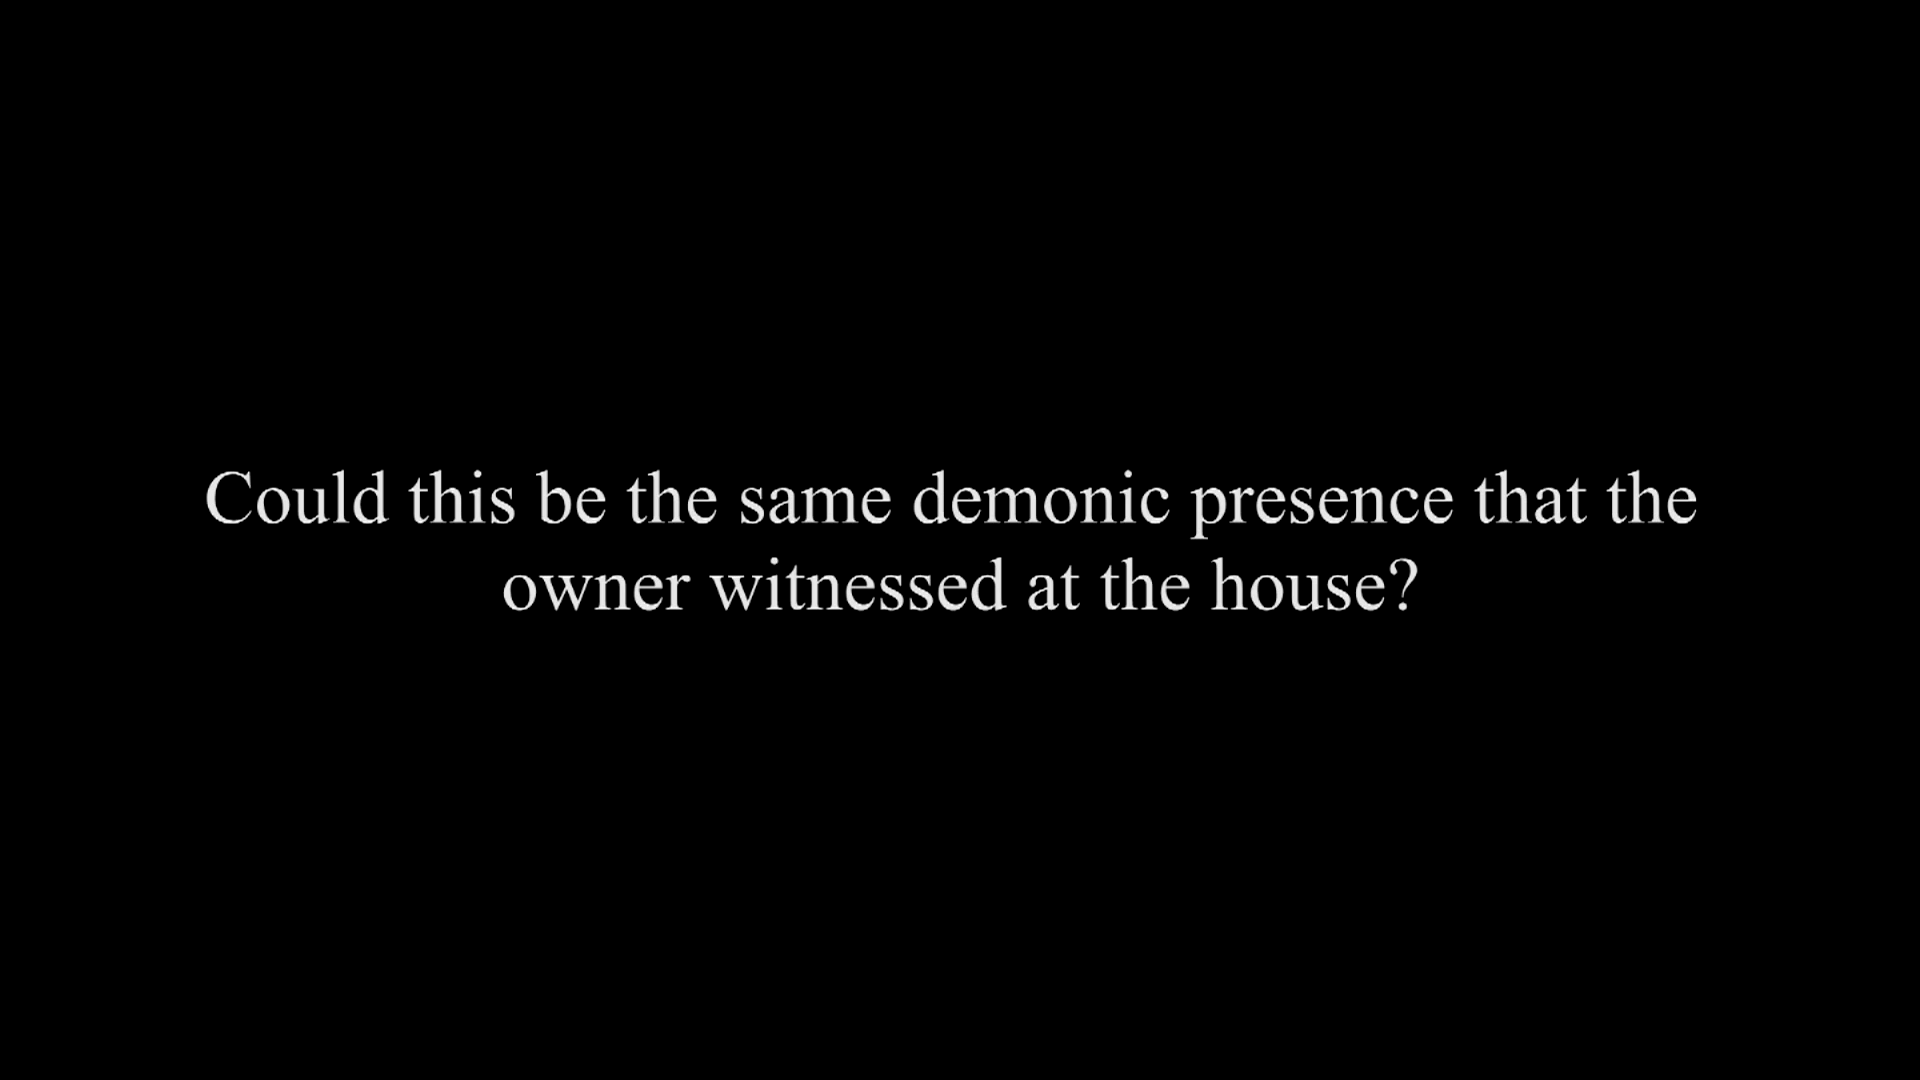 Could this be the same demonic presence that the
owner witnessed at the house?